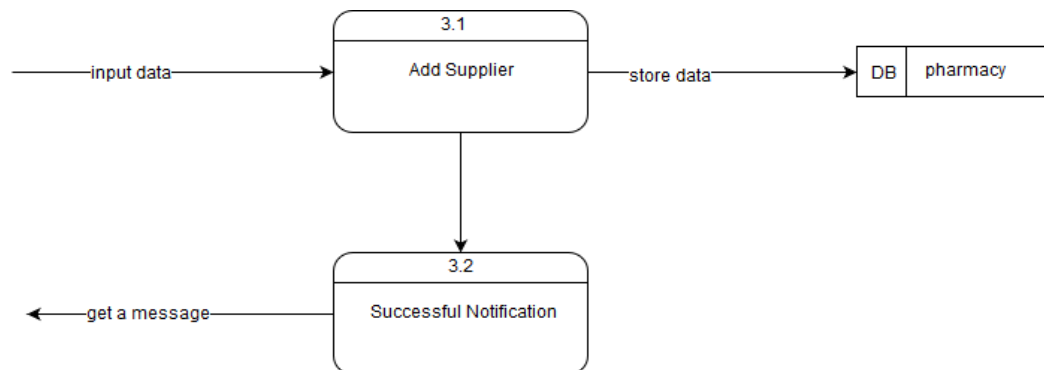 3.1
input data
Add Supplier
store data
DB
pharmacy
3.2
get a message
Successful Notification